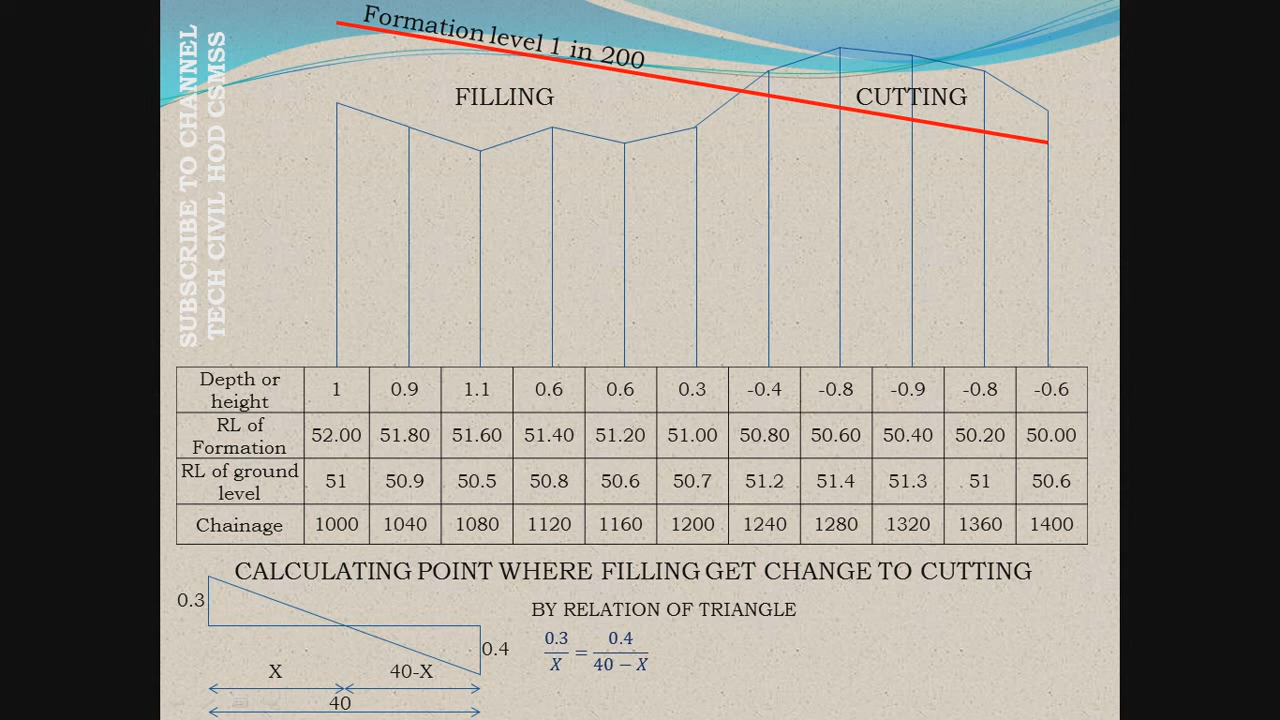 SUBSCRIBE TO CHANNEL
TECH CIVIL HOD CSMSS
Formation level 1 in 200
FILLING
CUTTING
Depth or height 1 0.9 1.1 0.6 0.6 0.3 -0.4 -0.8 -0.9 -0.8 -0.6
RL of Formation 52.00 51.80 51.60 51.40 51.20 51.00 50.80 50.60 50.40 50.20 50.00
RL of ground level 51 50.9 50.5 50.8 50.6 50.7 51.2 51.4 51.3 51 50.6
Chainage 1000 1040 1080 1120 1160 1200 1240 1280 1320 1360 1400
CALCULATING POINT WHERE FILLING GET CHANGE TO CUTTING
0.3
0.4
X
40-X
40
BY RELATION OF TRIANGLE
0.3/X = 0.4/(40 − X)